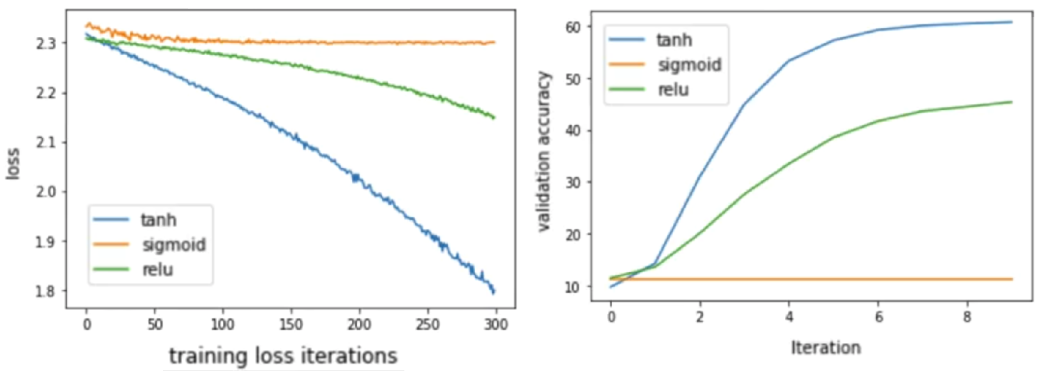 2.3
2.2
2.1
2.0
1.9
1.8
loss
tanh
sigmoid
relu
0 50 100 150 200 250 300
training loss iterations
60
50
40
30
20
10
validation accuracy
tanh
sigmoid
relu
0 2 4 6 8
Iteration